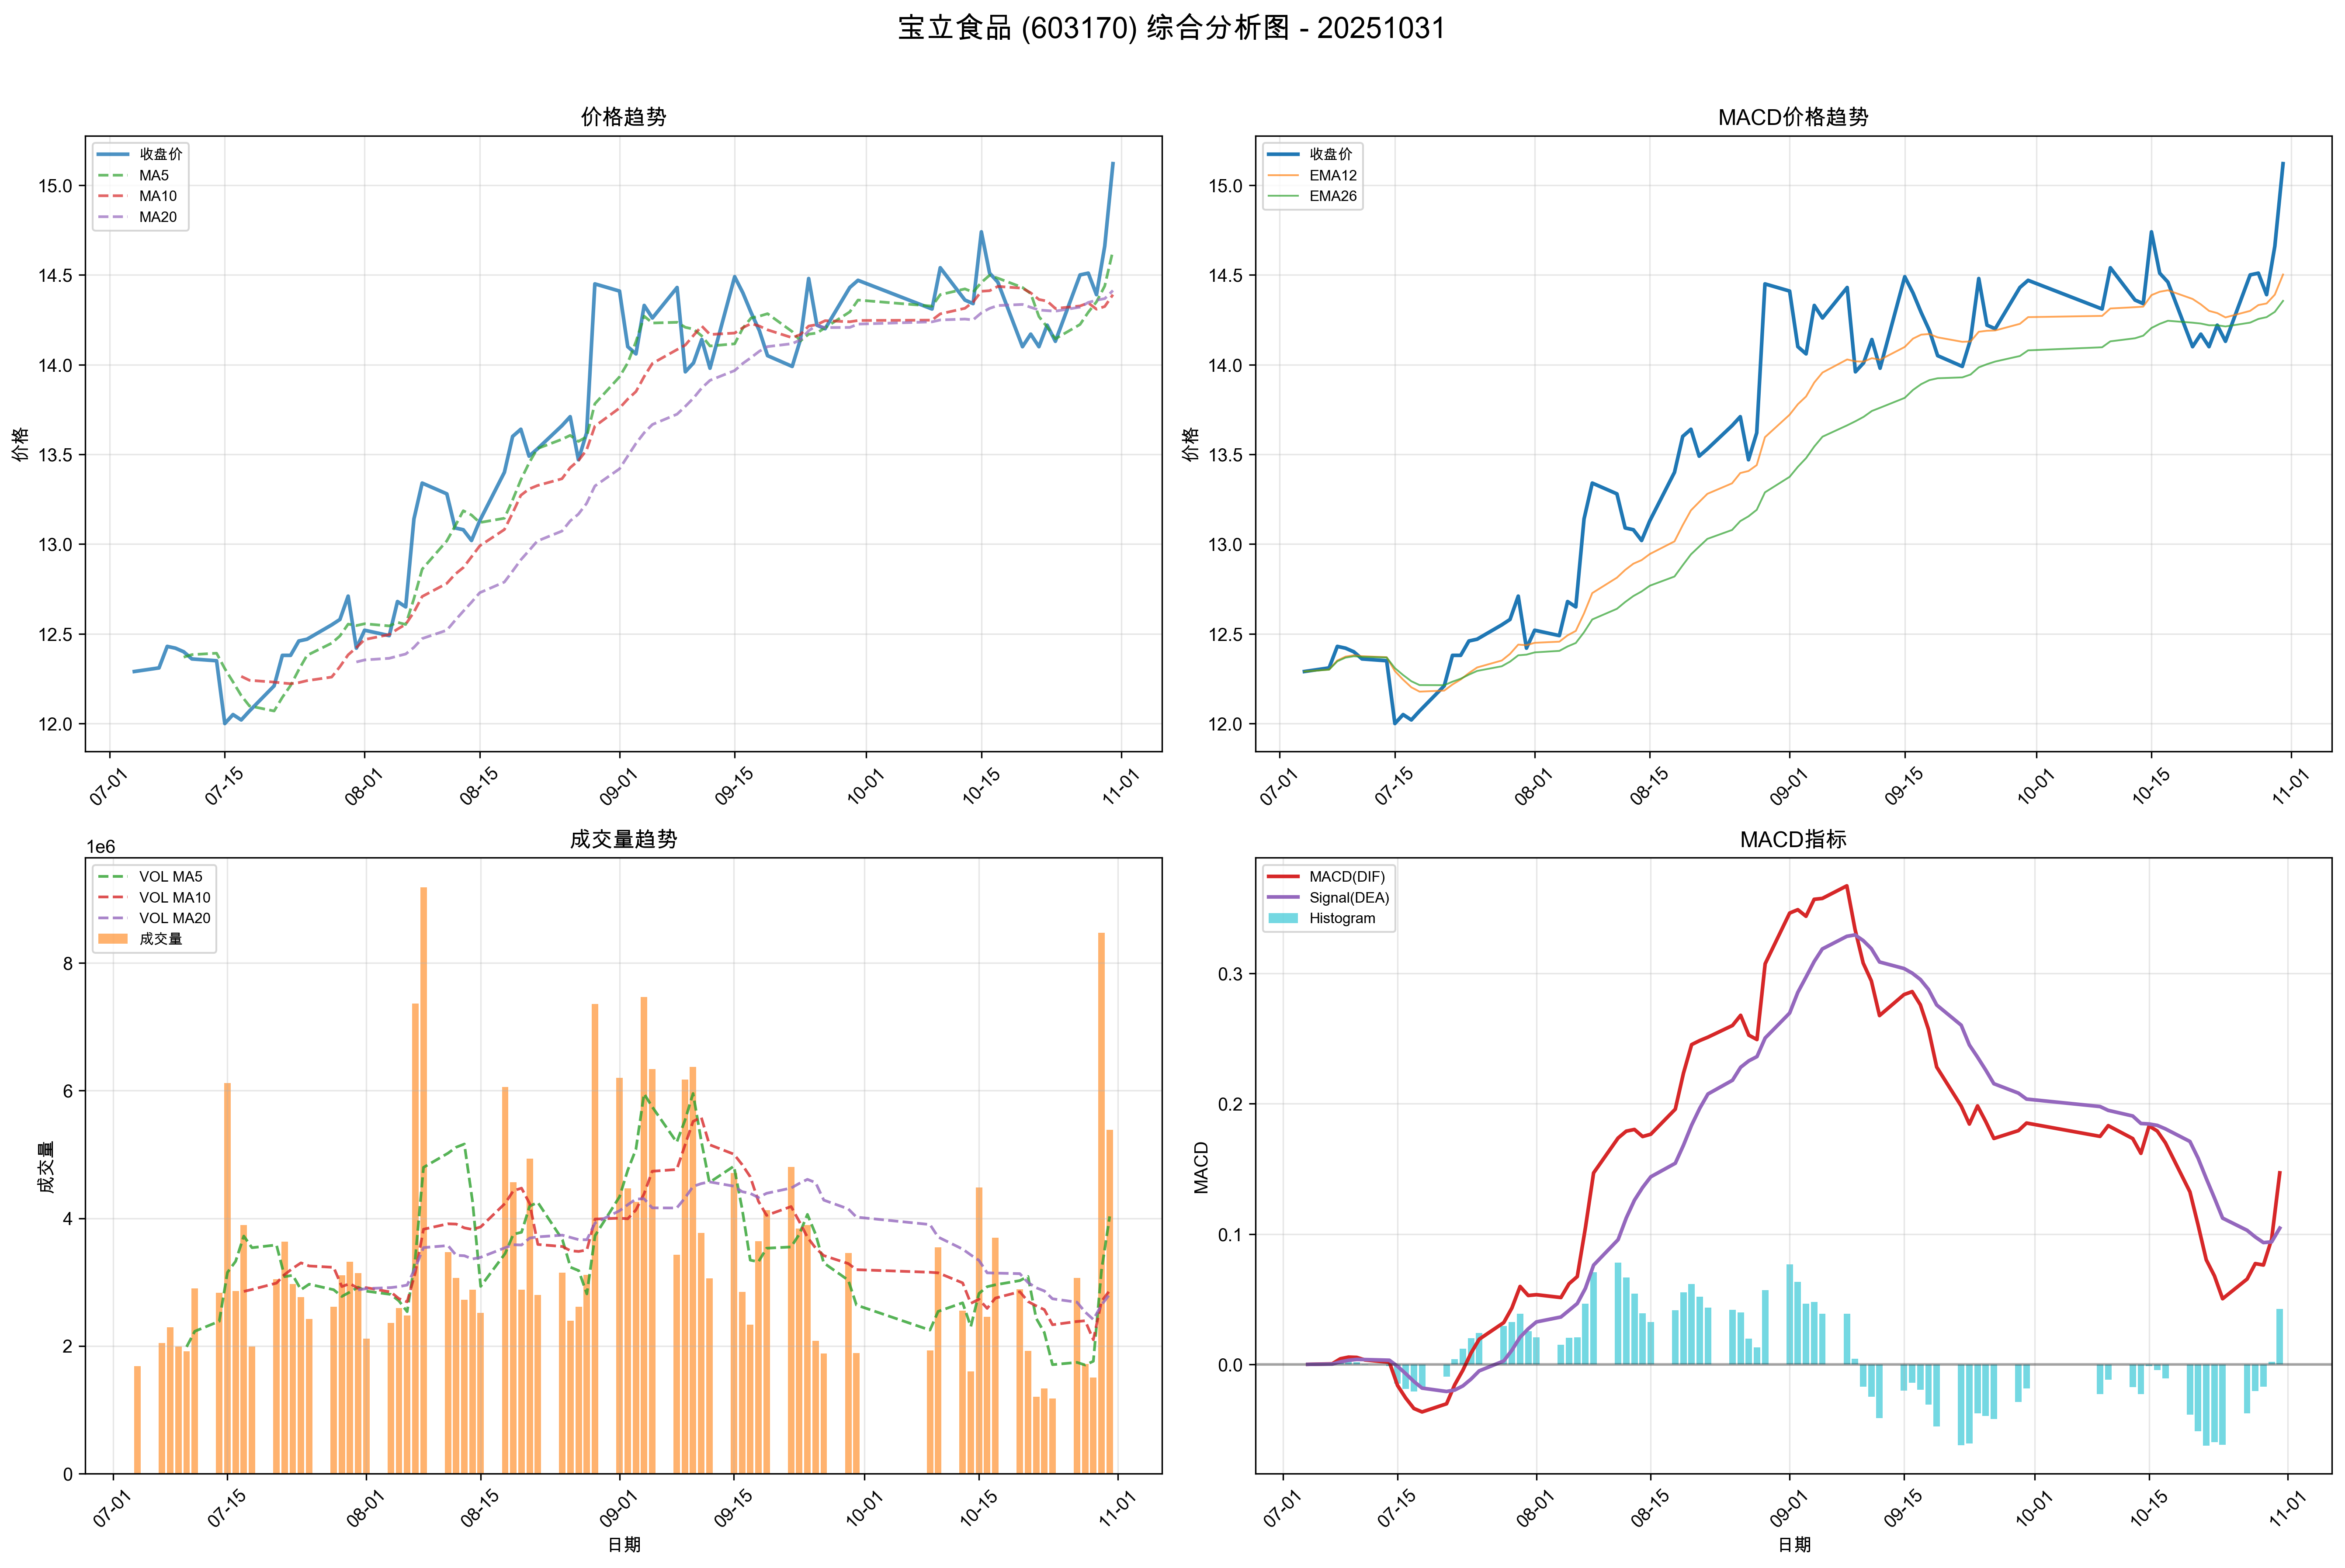 宝立食品 (603170) 综合分析图 - 20251031
价格趋势
收盘价
MA5
MA10
MA20
价格
15.0
14.5
14.0
13.5
13.0
12.5
12.0
07-01 07-15 08-01 08-15 09-01 09-15 10-01 10-15 11-01
MACD价格趋势
收盘价
EMA12
EMA26
价格
15.0
14.5
14.0
13.5
13.0
12.5
12.0
07-01 07-15 08-01 08-15 09-01 09-15 10-01 10-15 11-01
成交量趋势
1e6
VOL MA5
VOL MA10
VOL MA20
成交量
成交量
8
6
4
2
0
07-01 07-15 08-01 08-15 09-01 09-15 10-01 10-15 11-01
日期
MACD指标
MACD(DIF)
Signal(DEA)
Histogram
MACD
0.3
0.2
0.1
0.0
07-01 07-15 08-01 08-15 09-01 09-15 10-01 10-15 11-01
日期